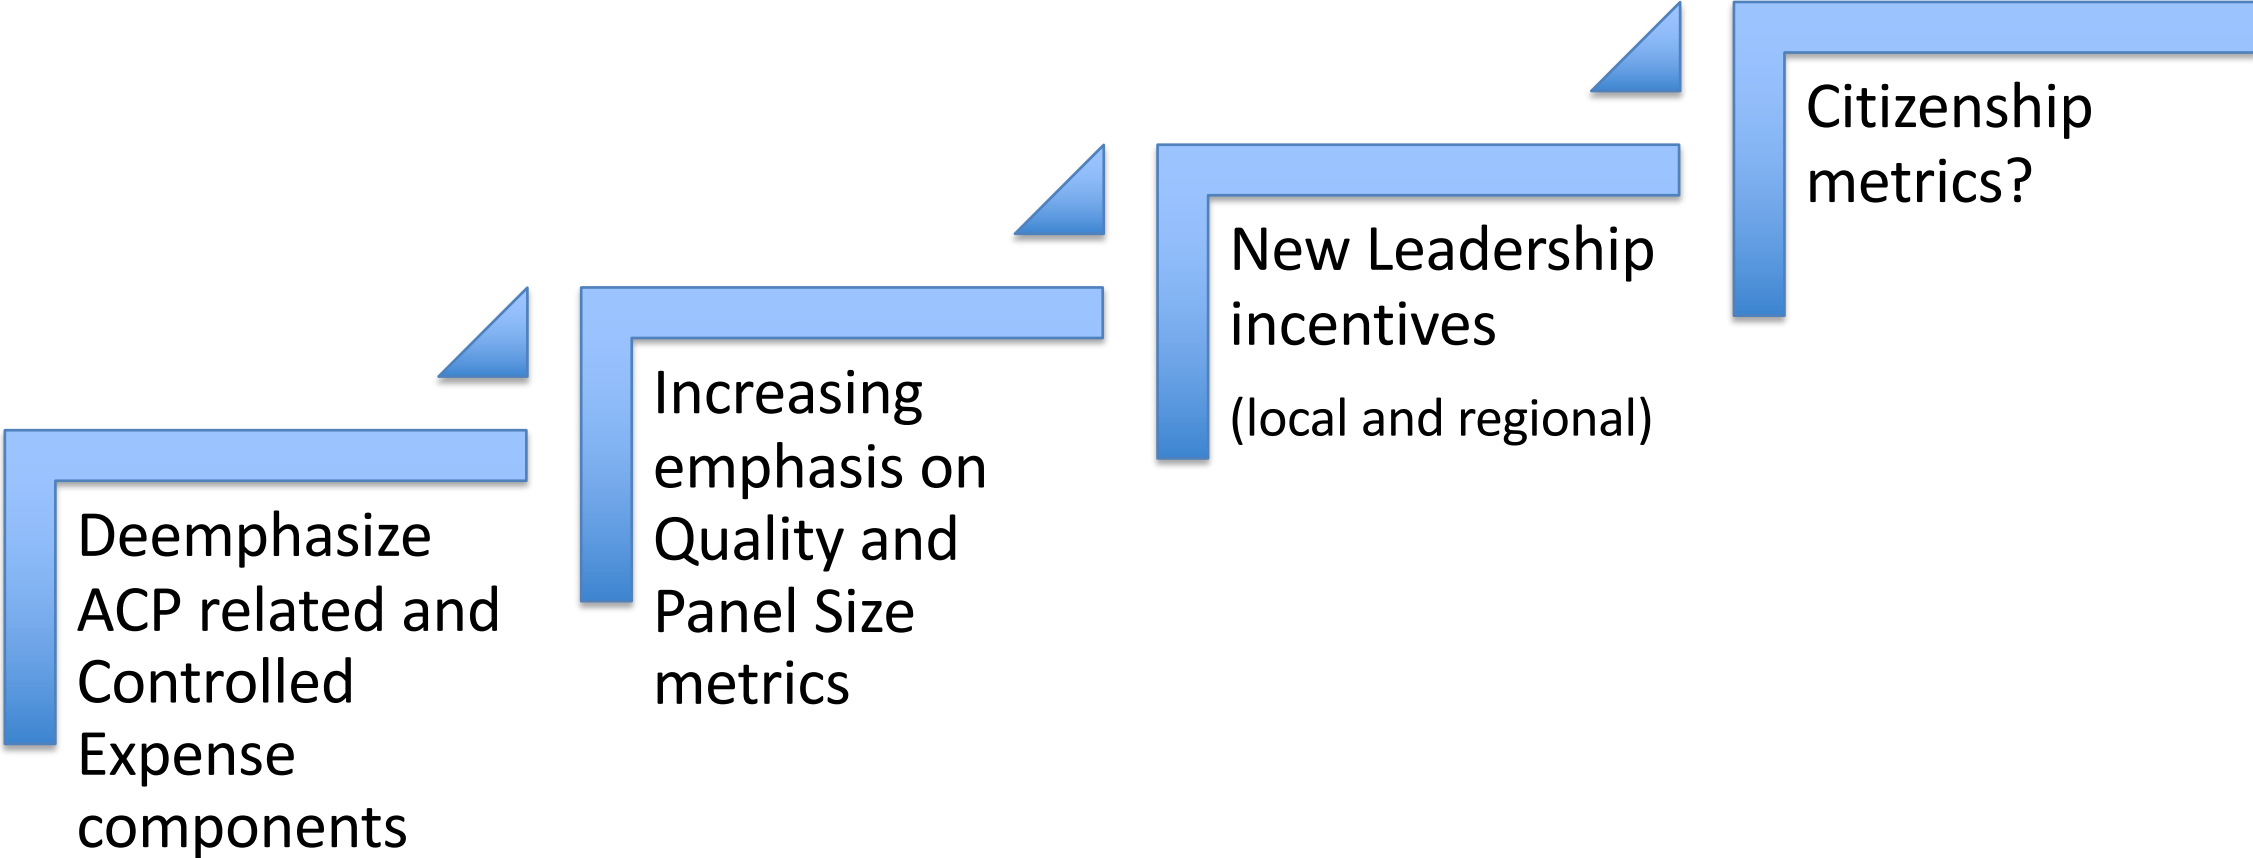 Deemphasize
ACP related and
Controlled
Expense
components
Increasing
emphasis on
Quality and
Panel Size
metrics
New Leadership
incentives
(local and regional)
Citizenship
metrics?